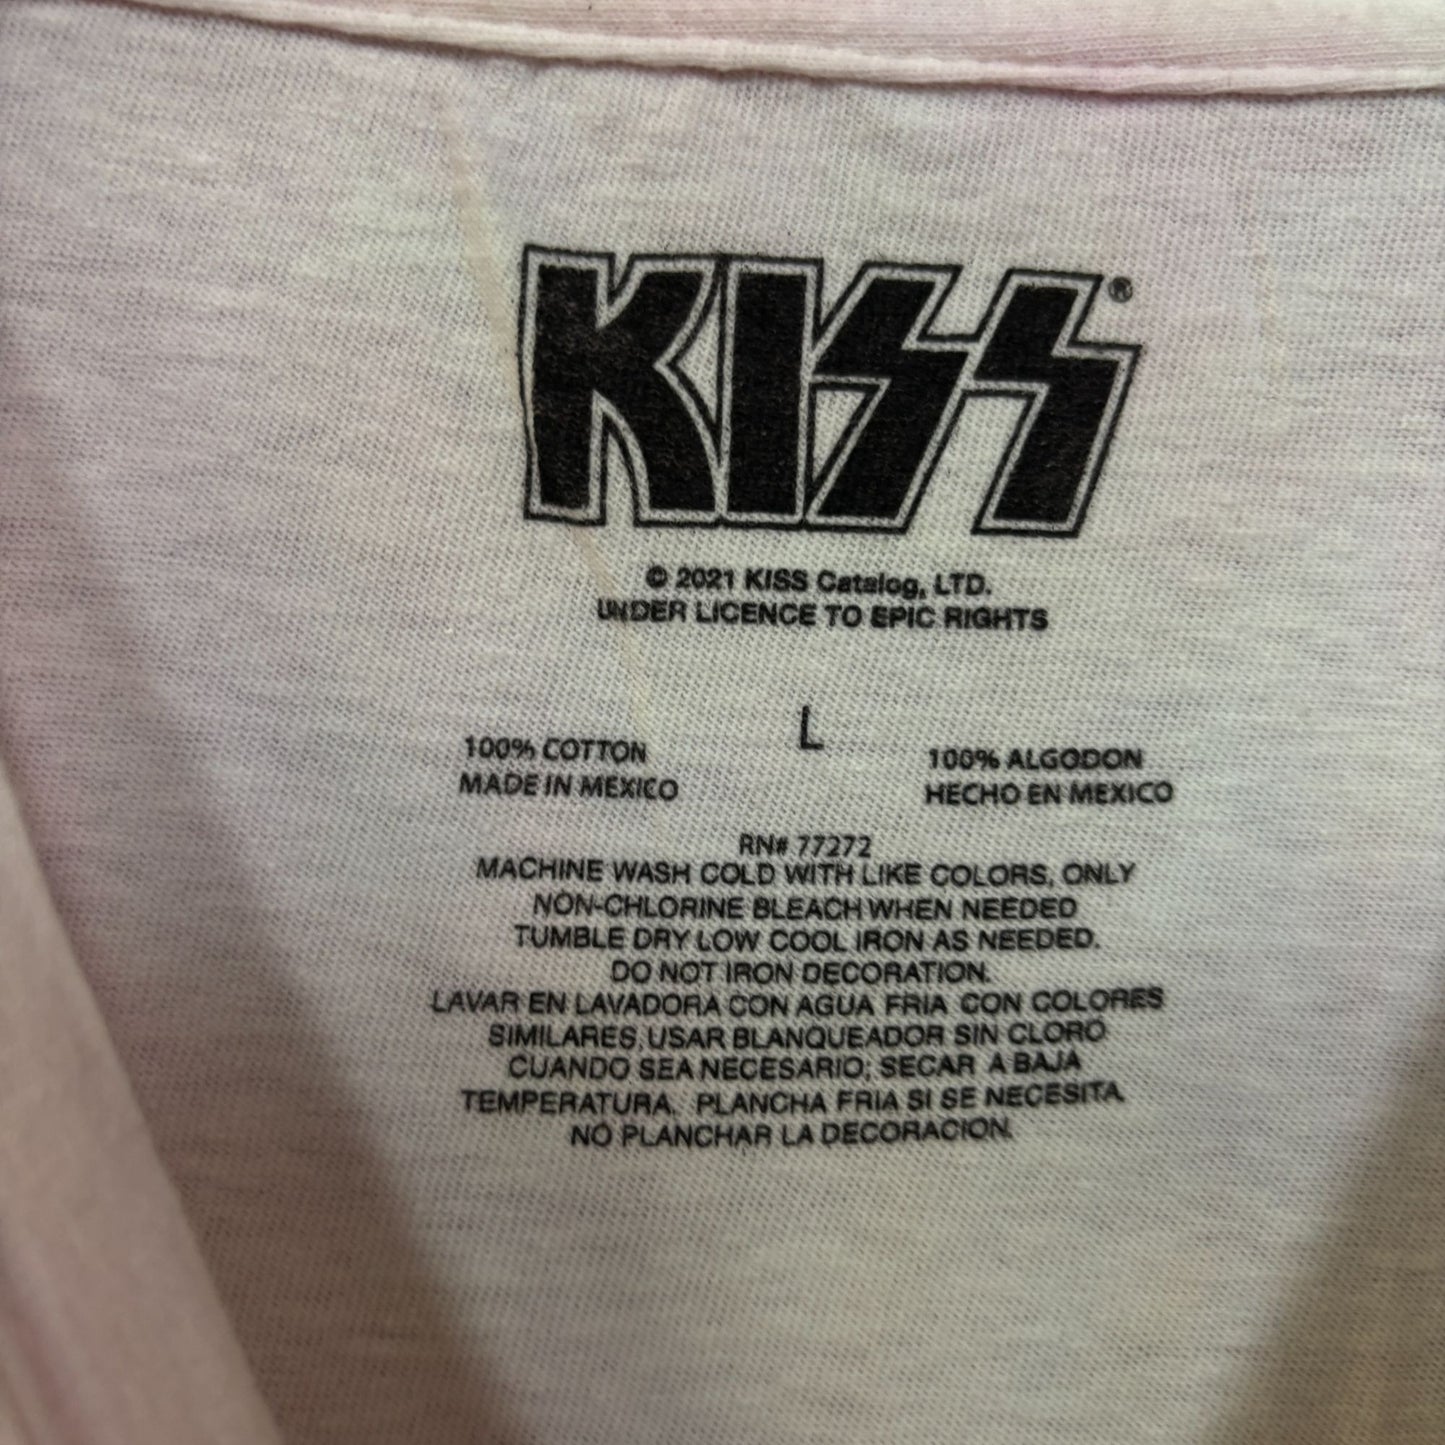 KISS®
© 2021 KISS Catalog, LTD.
UNDER LICENCE TO EPIC RIGHTS
L
100% COTTON
MADE IN MEXICO
100% ALGODON
HECHO EN MEXICO
RN# 77272
MACHINE WASH COLD WITH LIKE COLORS, ONLY
NON-CHLORINE BLEACH WHEN NEEDED
TUMBLE DRY LOW COOL IRON AS NEEDED.
DO NOT IRON DECORATION.
LAVAR EN LAVADORA CON AGUA FRIA CON COLORES
SIMILARES, USAR BLANQUEADOR SIN CLORO
CUANDO SEA NECESARIO; SECAR A BAJA
TEMPERATURA. PLANCHA FRIA SI SE NECESITA.
NO PLANCHAR LA DECORACION.